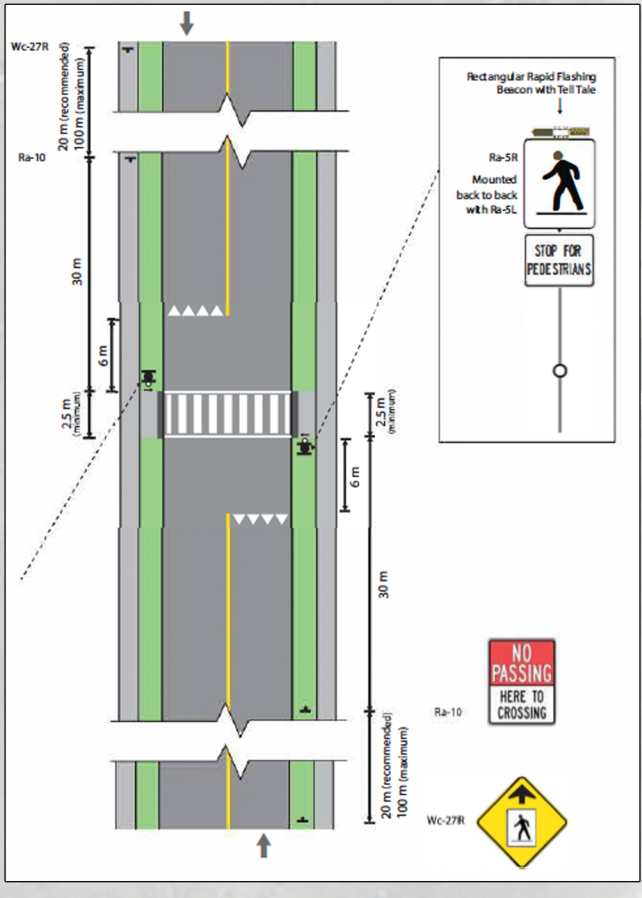 Wc-27R
20 m (recommended)
100 m (maximum)
Ra-10
30 m
6 m
2.5 m
(minimum)
2.5 m
(minimum)
6 m
30 m
20 m (recommended)
100 m (maximum)
Rectangular Rapid Flashing
Beacon with Tell Tale
Ra-5R
Mounted
back to back
with Ra-5L
STOP FOR
PEDESTRIANS
Ra-10
NO
PASSING
HERE TO
CROSSING
Wc-27R